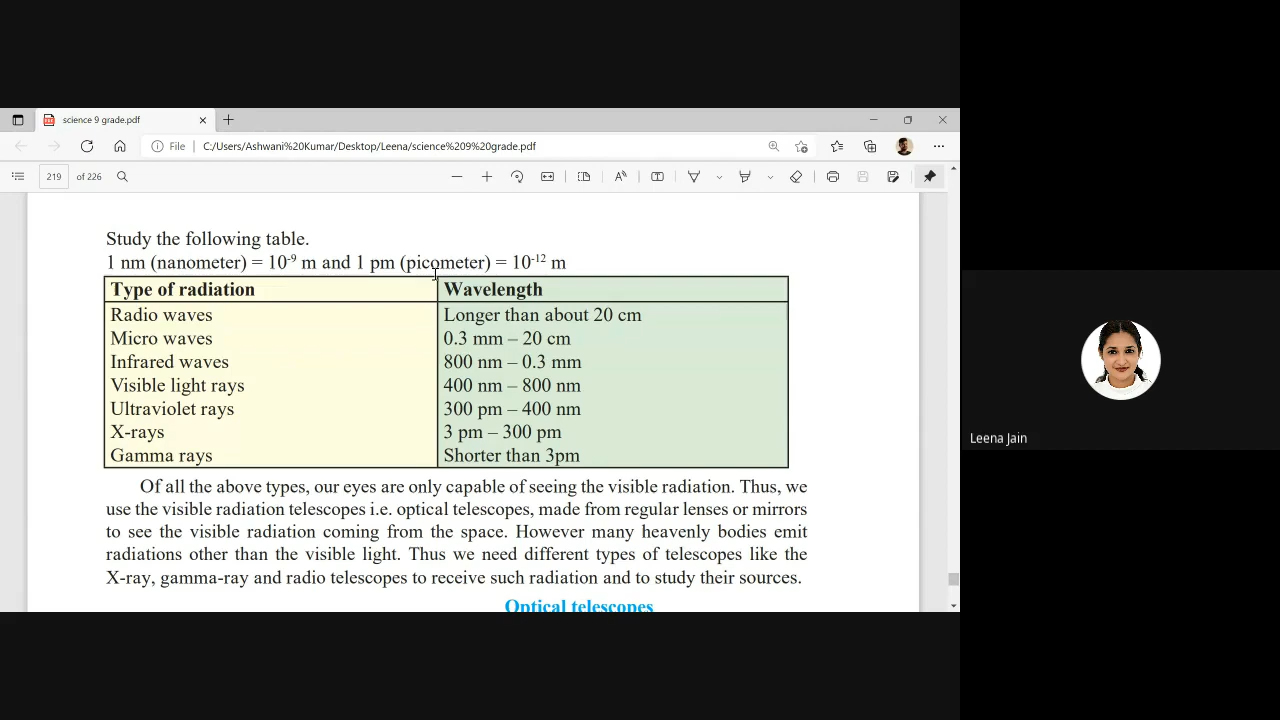 science 9 grade.pdf
File | C:/Users/Ashwani%20Kumar/Desktop/Leena/science%209%20grade.pdf
219 of 226
Study the following table.
1 nm (nanometer) = 10⁻⁹ m and 1 pm (picometer) = 10⁻¹² m
Type of radiation Wavelength
Radio waves Longer than about 20 cm
Micro waves 0.3 mm – 20 cm
Infrared waves 800 nm – 0.3 mm
Visible light rays 400 nm – 800 nm
Ultraviolet rays 300 pm – 400 nm
X-rays 3 pm – 300 pm
Gamma rays Shorter than 3pm
Of all the above types, our eyes are only capable of seeing the visible radiation. Thus, we
use the visible radiation telescopes i.e. optical telescopes, made from regular lenses or mirrors
to see the visible radiation coming from the space. However many heavenly bodies emit
radiations other than the visible light. Thus we need different types of telescopes like the
X-ray, gamma-ray and radio telescopes to receive such radiation and to study their sources.
Optical telescopes
Leena Jain